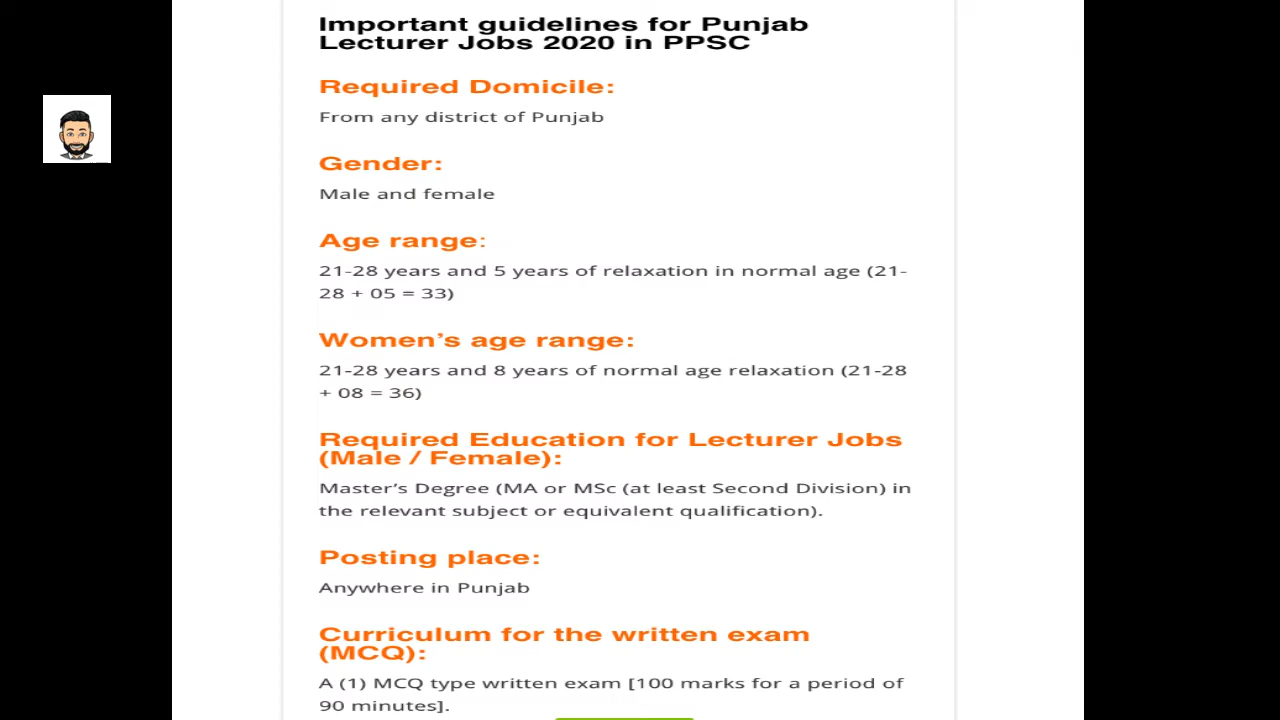 Important guidelines for Punjab
Lecturer Jobs 2020 in PPSC
Required Domicile:
From any district of Punjab
Gender:
Male and female
Age range:
21-28 years and 5 years of relaxation in normal age (21-
28 + 05 = 33)
Women’s age range:
21-28 years and 8 years of normal age relaxation (21-28
+ 08 = 36)
Required Education for Lecturer Jobs
(Male / Female):
Master’s Degree (MA or MSc (at least Second Division) in
the relevant subject or equivalent qualification).
Posting place:
Anywhere in Punjab
Curriculum for the written exam
(MCQ):
A (1) MCQ type written exam [100 marks for a period of
90 minutes].